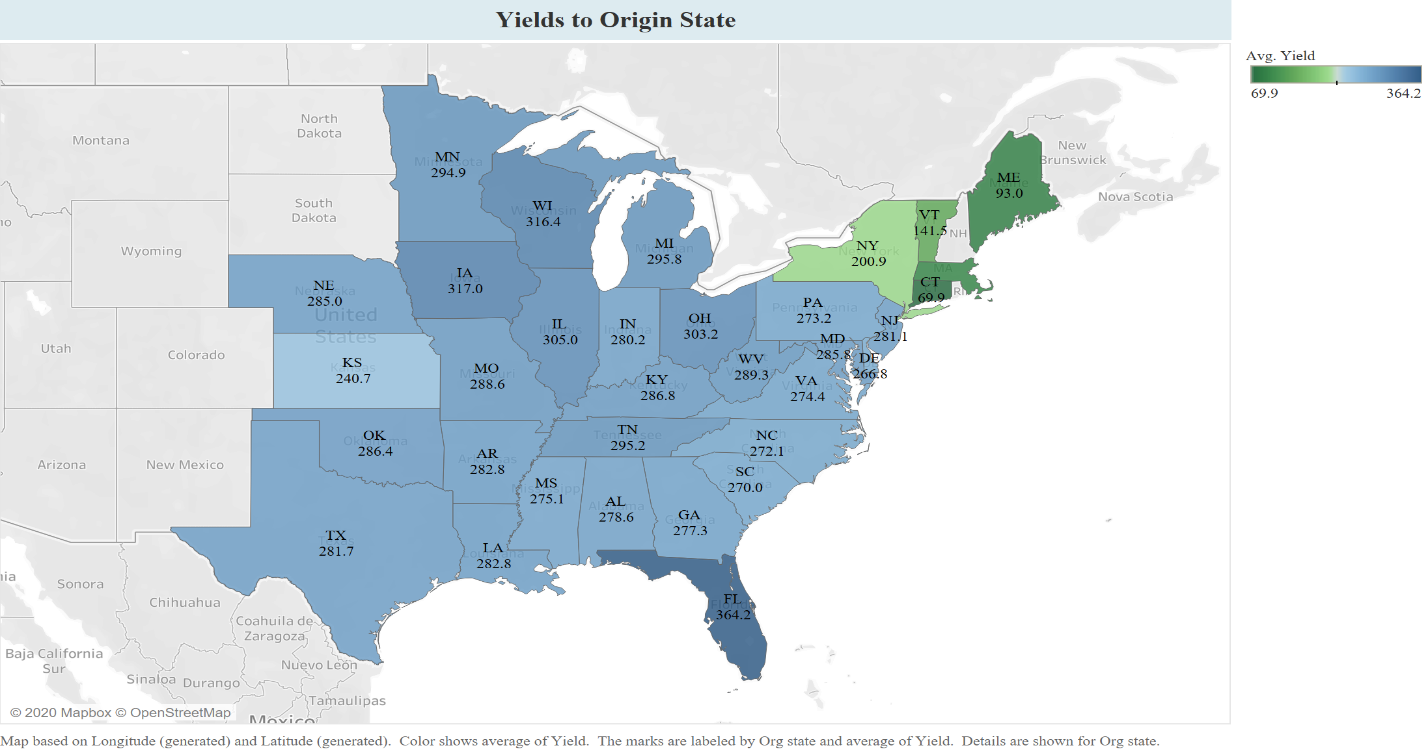 Yields to Origin State
Avg. Yield
69.9
364.2
Montana
North
Dakota
South
Dakota
Wyoming
Utah
Colorado
Arizona
New Mexico
United
States
New
Brunswick
Nova Scotia
NH
MA
RI
MN
294.9
WI
316.4
MI
295.8
ME
93.0
VT
141.5
NY
200.9
CT
69.9
IA
317.0
NE
285.0
IL
305.0
IN
280.2
OH
303.2
PA
273.2
NJ
281.1
MD
285.8
DE
266.8
KS
240.7
MO
288.6
KY
286.8
WV
289.3
VA
274.4
OK
286.4
AR
282.8
TN
295.2
NC
272.1
SC
270.0
MS
275.1
AL
278.6
GA
277.3
TX
281.7
LA
282.8
FL
364.2
Sonora
Chihuahua
Coahuila de
Zaragoza
Baja California
Sur
Sinaloa
Durango
Nuevo León
Tamaulipas
México
© 2020 Mapbox © OpenStreetMap
Map based on Longitude (generated) and Latitude (generated).  Color shows average of Yield.  The marks are labeled by Org state and average of Yield.  Details are shown for Org state.